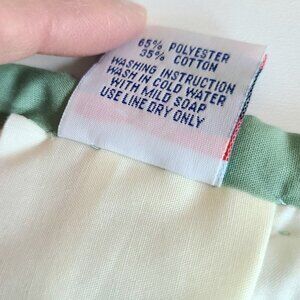 65% POLYESTER
35% COTTON
WASHING INSTRUCTION
WASH IN COLD WATER
WITH MILD SOAP
USE LINE DRY ONLY